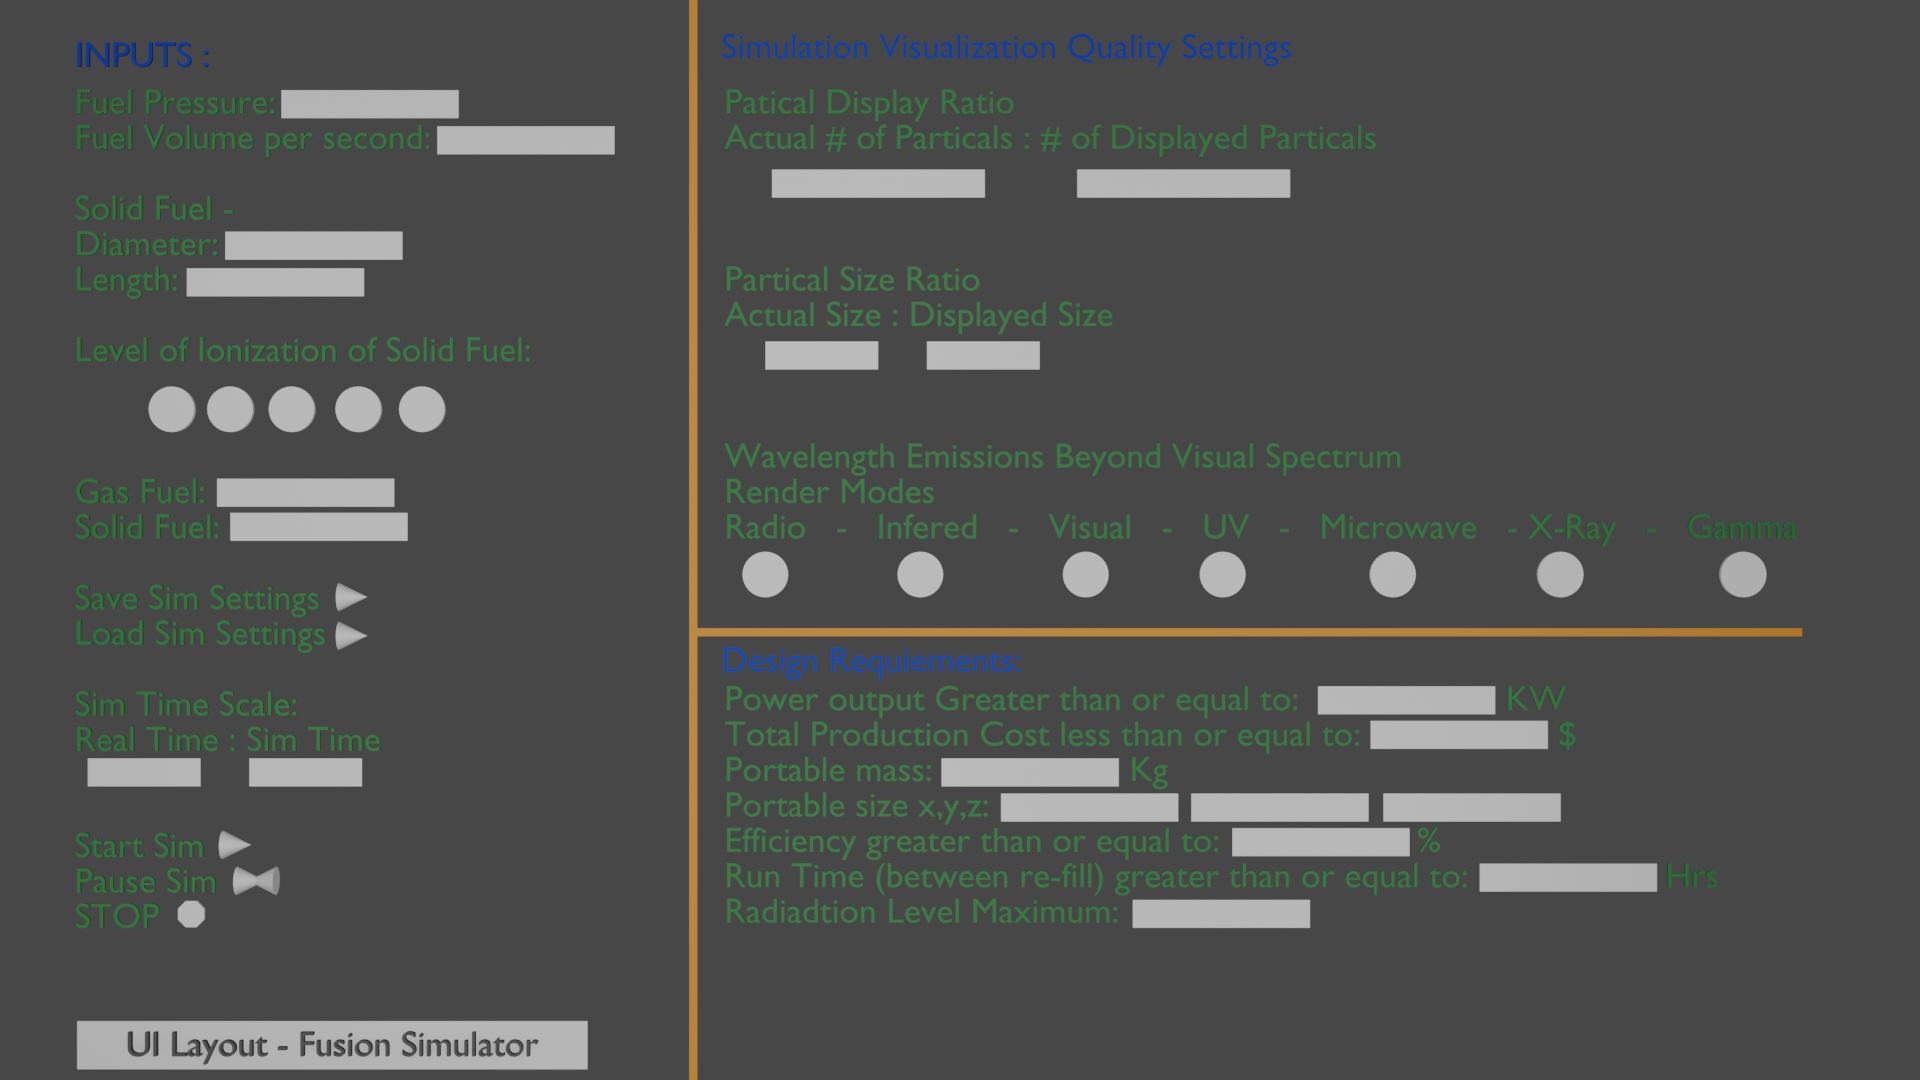 INPUTS :
Fuel Pressure:
Fuel Volume per second:
Solid Fuel -
Diameter:
Length:
Level of Ionization of Solid Fuel:
Gas Fuel:
Solid Fuel:
Save Sim Settings
Load Sim Settings
Sim Time Scale:
Real Time : Sim Time
Start Sim
Pause Sim
STOP
UI Layout - Fusion Simulator
Simulation Visualization Quality Settings
Patical Display Ratio
Actual # of Particals : # of Displayed Particals
Partical Size Ratio
Actual Size : Displayed Size
Wavelength Emissions Beyond Visual Spectrum
Render Modes
Radio - Infered - Visual - UV - Microwave - X-Ray - Gamma
Design Requiements:
Power output Greater than or equal to: KW
Total Production Cost less than or equal to: $
Portable mass: Kg
Portable size x,y,z:
Efficiency greater than or equal to: %
Run Time (between re-fill) greater than or equal to: Hrs
Radiadtion Level Maximum: